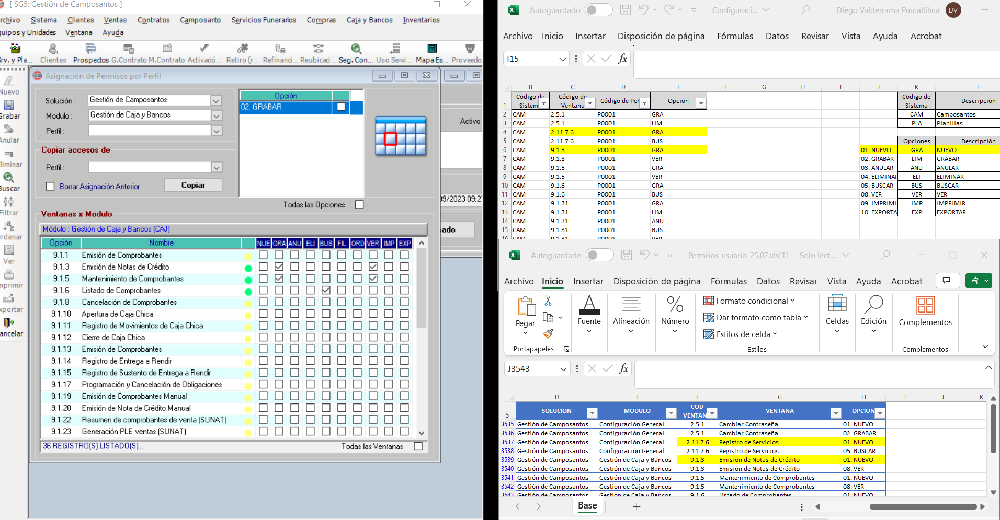 [ SG5: Gestión de Camposantos ]
rchivo Sistema Clientes Ventas Contratos Camposanto Servicios Funerarios Compras Caja y Bancos Inventarios
quipos y Unidades Ventana Ayuda
rv. y Pla... Clientes Prospectos G.Contrato M.Contrato Activació... Retiro (r... Refinanci... Reubicaci... Seg. Con... Uso Servi... Mapa Es... Proveedo
Nuevo
Grabar
Anular
liminar
Buscar
Filtrar
rdenar
Ver
mprimir
xportar
ancelar
SG5 Asignación de Permisos por Perfil
Solución : Gestión de Camposantos
Modulo : Gestión de Caja y Bancos
Perfil :
Copiar accesos de
Perfil :
Borrar Asignación Anterior Copiar
Opción
02. GRABAR
Todas las Opciones
Activo
09/2023 09:27
ado
Ventanas x Modulo
Módulo : Gestión de Caja y Bancos (CAJ)
Opción Nombre NUE GRA ANU ELI BUS FIL ORD VER IMP EXP
9.1.1 Emisión de Comprobantes
9.1.3 Emisión de Notas de Crédito
9.1.5 Mantenimiento de Comprobantes
9.1.6 Listado de Comprobantes
9.1.8 Cancelación de Comprobantes
9.1.10 Apertura de Caja Chica
9.1.11 Registro de Movimientos de Caja Chica
9.1.12 Cierre de Caja Chica
9.1.13 Emisión de Comprobantes
9.1.14 Registro de Entrega a Rendir
9.1.15 Registro de Sustento de Entrega a Rendir
9.1.17 Programación y Cancelación de Obligaciones
9.1.19 Emisión de Comprobantes Manual
9.1.20 Emisión de Nota de Crédito Manual
9.1.22 Resumen de comprobantes de venta (SUNAT)
9.1.23 Generación PLE ventas (SUNAT)
36 REGISTRO(S) LISTADO(S)... Todas las Ventanas
Autoguardado Configuraci... Diego Valderrama Pumallihua DV
Archivo Inicio Insertar Disposición de página Fórmulas Datos Revisar Vista Ayuda Acrobat
I15 fx
B C D E F G H I J K L
1 Código de Sistem Código de Ventana Código de Per Opción Código de Sistema Descripción
2 CAM 2.5.1 P0001 GRA CAM Camposantos
3 CAM 2.5.1 P0001 LIM PLA Planillas
4 CAM 2.11.7.6 P0001 GRA
5 CAM 2.11.7.6 P0001 BUS Opciones Descripción
6 CAM 9.1.3 P0001 GRA 01. NUEVO GRA NUEVO
7 CAM 9.1.3 P0001 VER 02. GRABAR LIM GRABAR
8 CAM 9.1.5 P0001 GRA 03. ANULAR ANU ANULAR
9 CAM 9.1.5 P0001 VER 04. ELIMINAR ELI ELIMINAR
10 CAM 9.1.6 P0001 GRA 05. BUSCAR BUS BUSCAR
11 CAM 9.1.6 P0001 BUS 08. VER VER VER
12 CAM 9.1.31 P0001 GRA 09. IMPRIMI IMP IMPRIMIR
13 CAM 9.1.31 P0001 LIM 10. EXPORTA EXP EXPORTAR
14 CAM 9.1.31 P0001 ANU
15 CAM 9.1.31 P0001 BUS
16 CAM 9.1.31 P0001 VER
Autoguardado Permisos_usuario_25.07.xls[1] - Solo lect...
Archivo Inicio Insertar Disposición de página Fórmulas Datos Revisar Vista Ayuda Acrobat
Pegar Fuente Alineación Número Formato condicional Celdas Edición Complementos
Dar formato como tabla
Estilos de celda
Portapapeles Estilos Complementos
J3543 fx
D E F G H I J K
5 SOLUCION MODULO COD VENTAN VENTANA OPCION
3535 Gestión de Camposantos Configuración General 2.5.1 Cambiar Contraseña 01. NUEVO
3536 Gestión de Camposantos Configuración General 2.5.1 Cambiar Contraseña 02. GRABAR
3537 Gestión de Camposantos Configuración General 2.11.7.6 Registro de Servicios 01. NUEVO
3538 Gestión de Camposantos Configuración General 2.11.7.6 Registro de Servicios 05. BUSCAR
3539 Gestión de Camposantos Gestión de Caja y Bancos 9.1.3 Emisión de Notas de Crédito 01. NUEVO
3540 Gestión de Camposantos Gestión de Caja y Bancos 9.1.3 Emisión de Notas de Crédito 08. VER
3541 Gestión de Camposantos Gestión de Caja y Bancos 9.1.5 Mantenimiento de Comprobantes 01. NUEVO
3542 Gestión de Camposantos Gestión de Caja y Bancos 9.1.5 Mantenimiento de Comprobantes 08. VER
3543 Gestión de Camposantos Gestión de Caja y Bancos 9.1.6 Listado de Comprobantes 01. NUEVO
Base